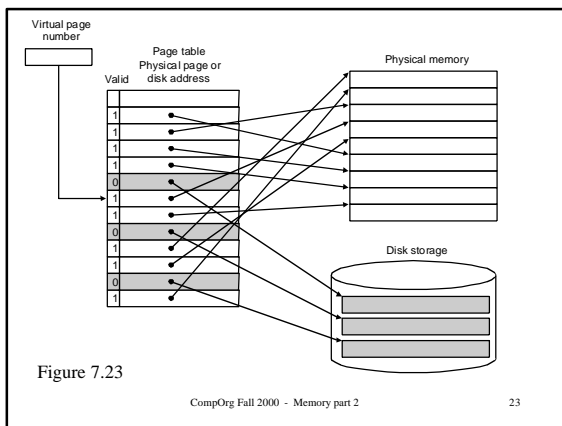 Virtual page
number
Page table
Physical page or
disk address
Valid
Physical memory
1
1
1
1
0
1
1
0
1
1
0
1
Disk storage
Figure 7.23
CompOrg Fall 2000 - Memory part 2
23